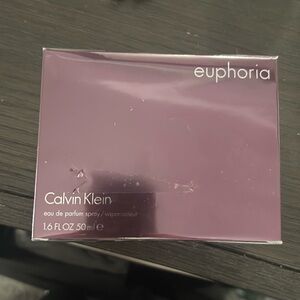 euphoria
Calvin Klein
eau de parfum spray / vaporisateur
1.6 FL OZ 50 ml e